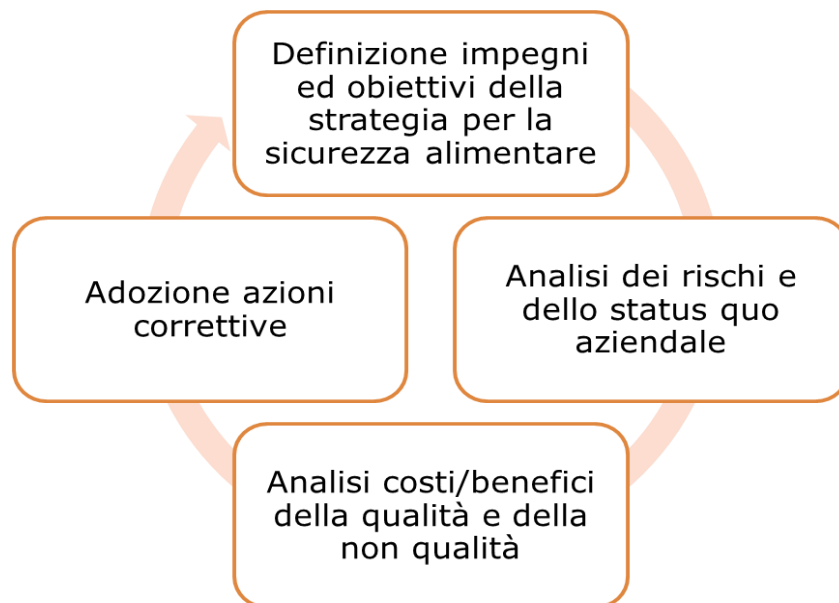 Definizione impegni
ed obiettivi della
strategia per la
sicurezza alimentare
Analisi dei rischi e
dello status quo
aziendale
Analisi costi/benefici
della qualità e della
non qualità
Adozione azioni
correttive